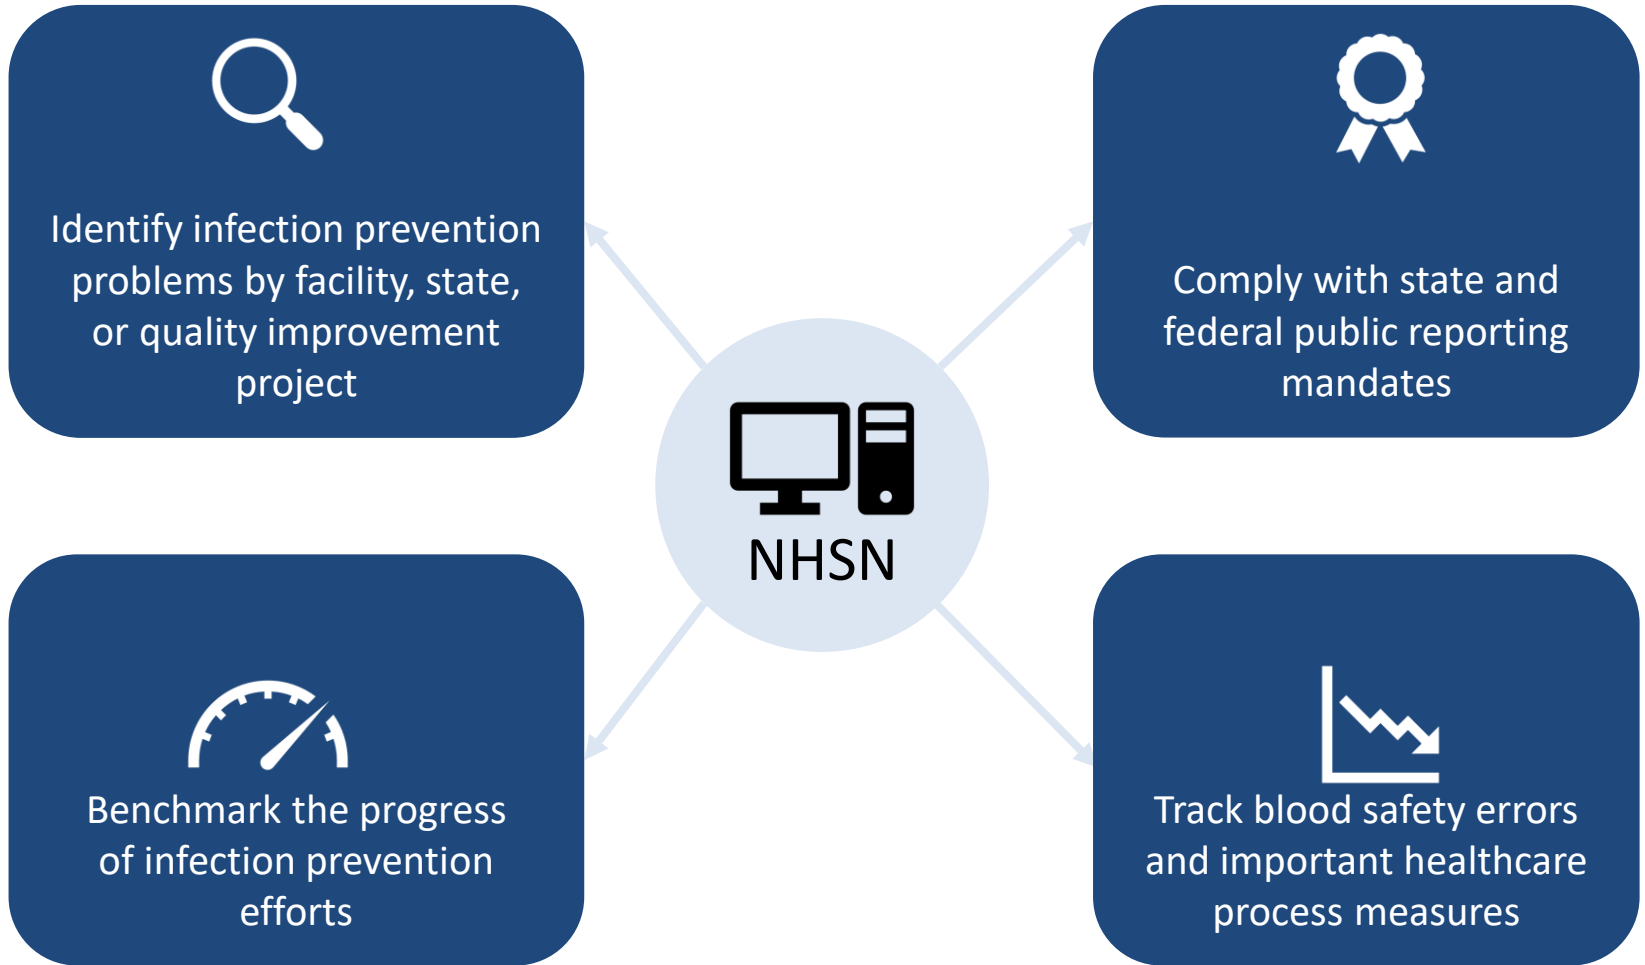 Identify infection prevention
problems by facility, state,
or quality improvement
project
Comply with state and
federal public reporting
mandates
NHSN
Benchmark the progress
of infection prevention
efforts
Track blood safety errors
and important healthcare
process measures